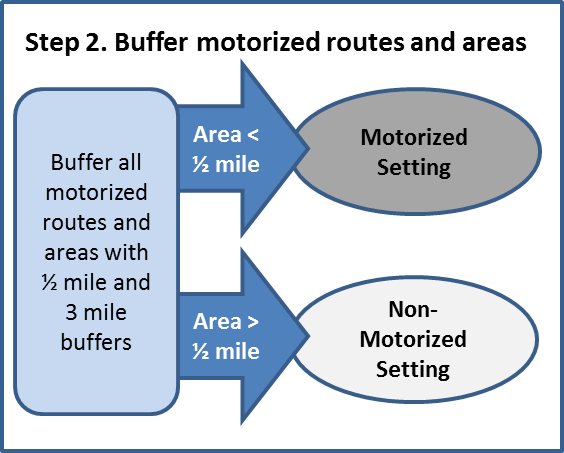 Step 2. Buffer motorized routes and areas
Buffer all
motorized
routes and
areas with
½ mile and
3 mile
buffers
Area <
½ mile
Motorized
Setting
Area >
½ mile
Non-
Motorized
Setting